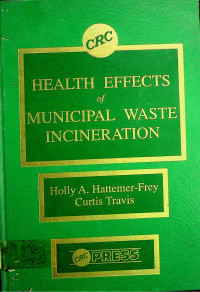 CRC
HEALTH EFFECTS
of
MUNICIPAL WASTE
INCINERATION
Holly A. Hattemer-Frey
Curtis Travis
CRC PRESS